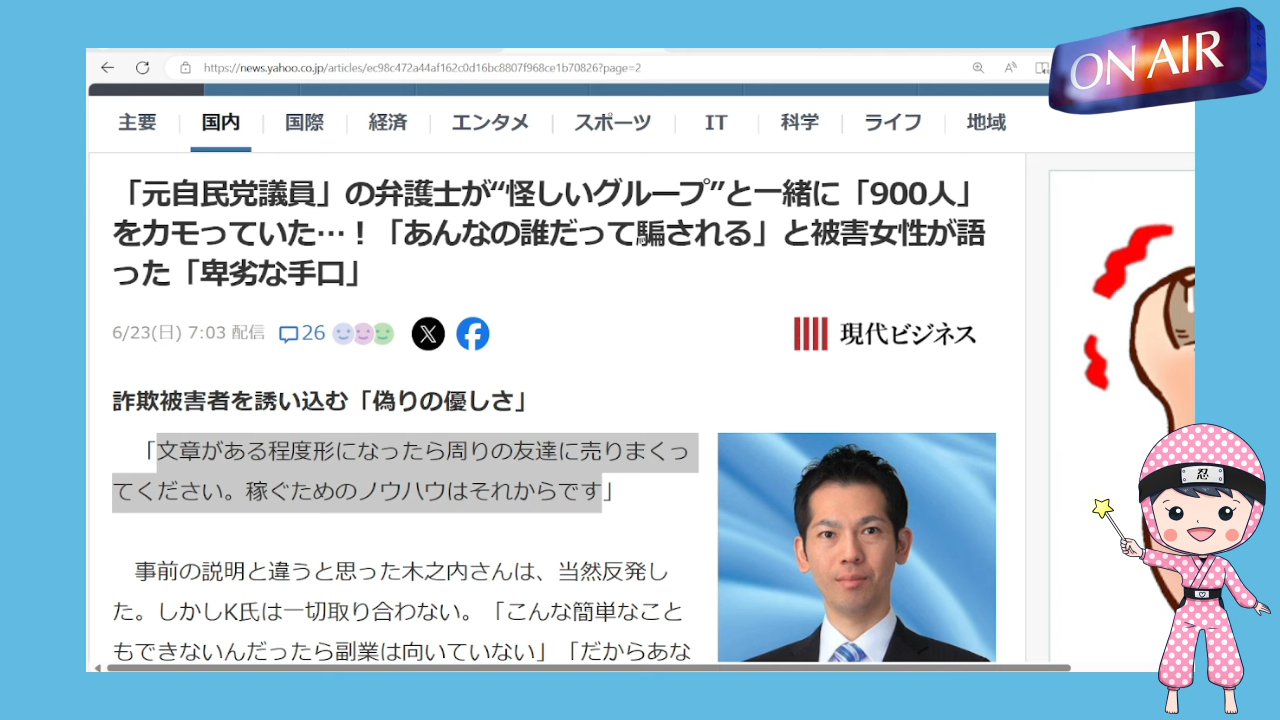 https://news.yahoo.co.jp/articles/ec98c472a44af162c0d16bc8807f968ce1b70826?page=2
ON AIR
主要 国内 国際 経済 エンタメ スポーツ IT 科学 ライフ 地域
「元自民党議員」の弁護士が“怪しいグループ”と一緒に「900人」
をカモっていた…！「あんなの誰だって騙される」と被害女性が語
った「卑劣な手口」
6/23(日) 7:03 配信 26
現代ビジネス
詐欺被害者を誘い込む「偽りの優しさ」
「文章がある程度形になったら周りの友達に売りまくっ
てください。稼ぐためのノウハウはそれからです」
事前の説明と違うと思った木之内さんは、当然反発し
た。しかしK氏は一切取り合わない。「こんな簡単なこと
もできないんだったら副業は向いていない」「だからあな
忍